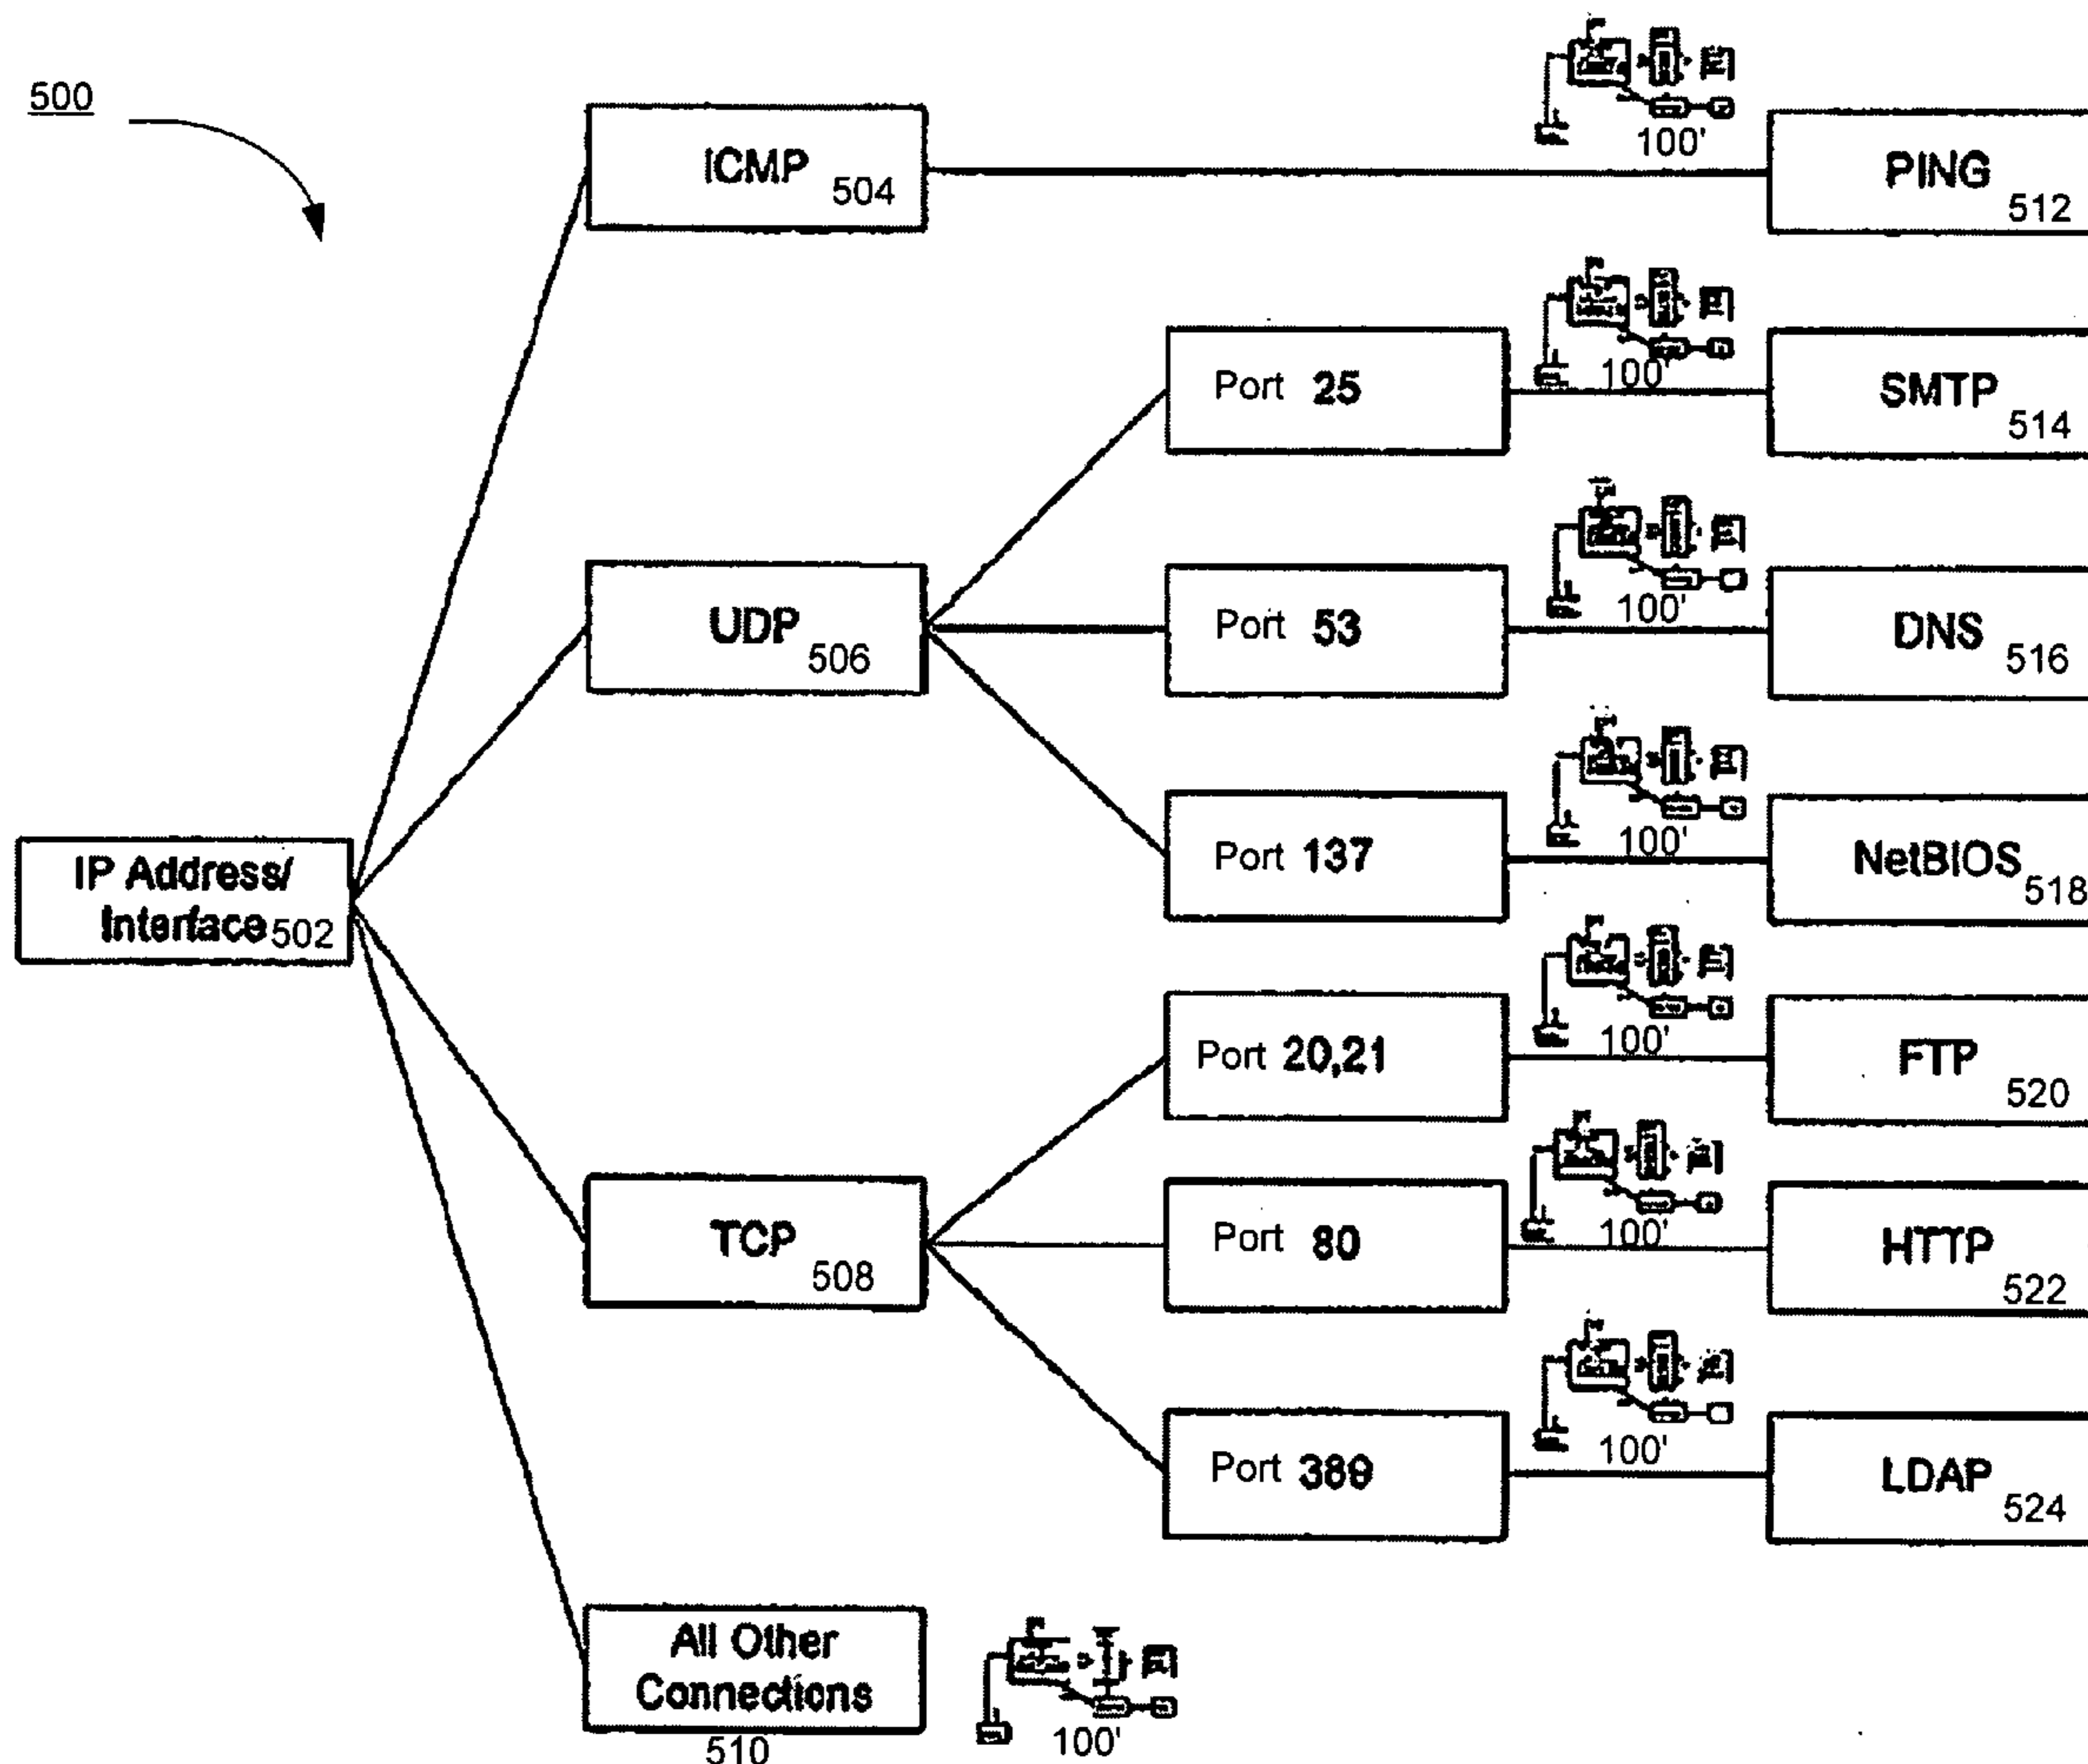 500
ICMP
504
100'
PING
512
Port 25
100'
SMTP
514
UDP
506
Port 53
100'
DNS
516
Port 137
100'
NetBIOS
518
IP Address/
Interface 502
Port 20,21
100'
FTP
520
TCP
508
Port 80
100'
HTTP
522
Port 389
100'
LDAP
524
All Other
Connections
510
100'